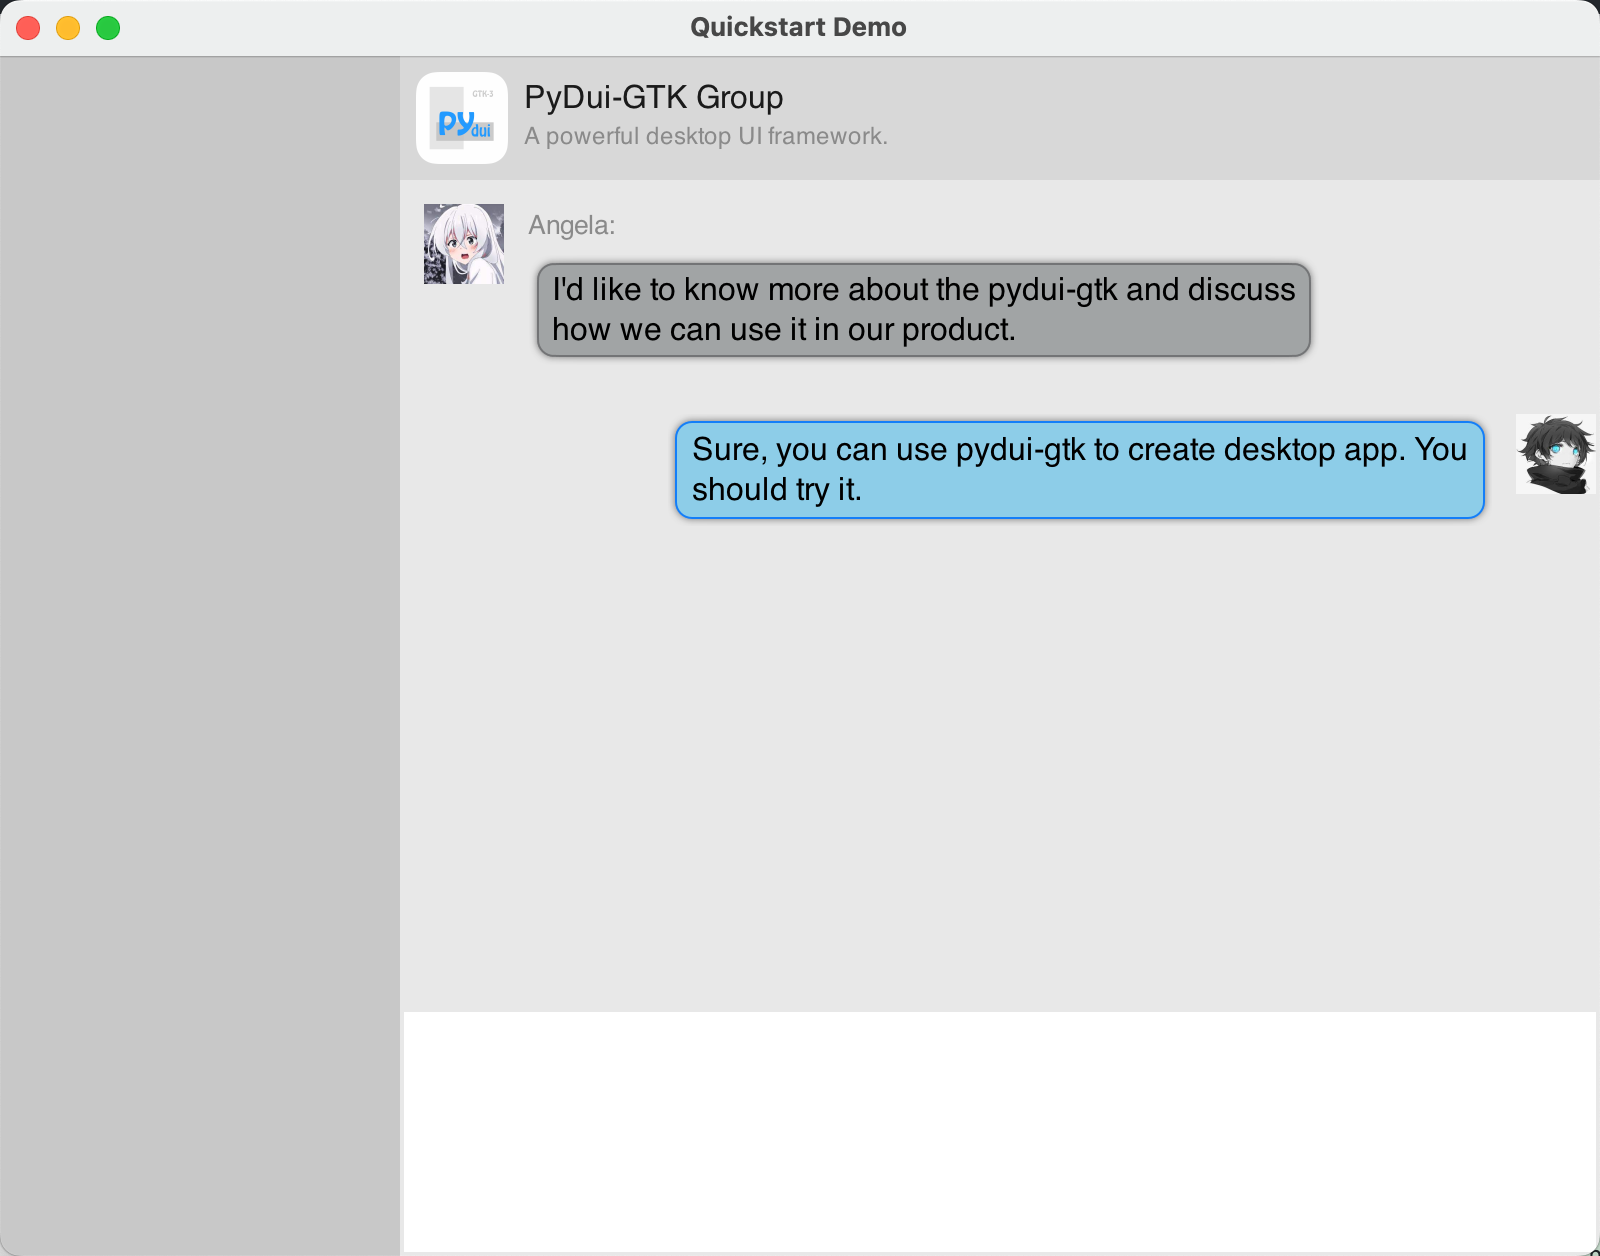 Quickstart Demo
GTK-3
pydui
PyDui-GTK Group
A powerful desktop UI framework.
Angela:
I'd like to know more about the pydui-gtk and discuss
how we can use it in our product.
Sure, you can use pydui-gtk to create desktop app. You
should try it.